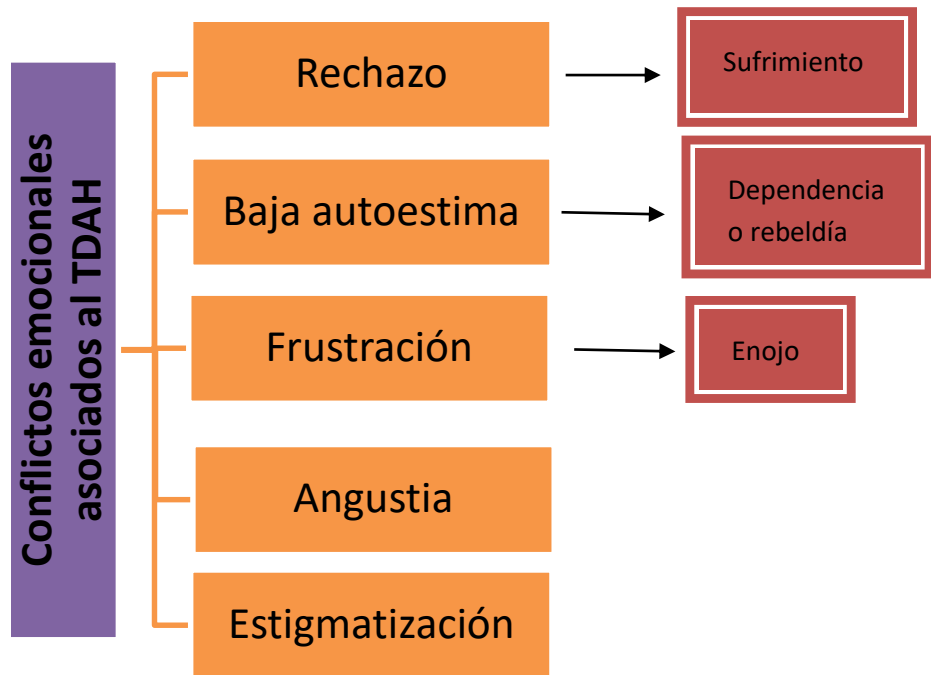 Conflictos emocionales
asociados al TDAH
Rechazo
Sufrimiento
Baja autoestima
Dependencia
o rebeldía
Frustración
Enojo
Angustia
Estigmatización